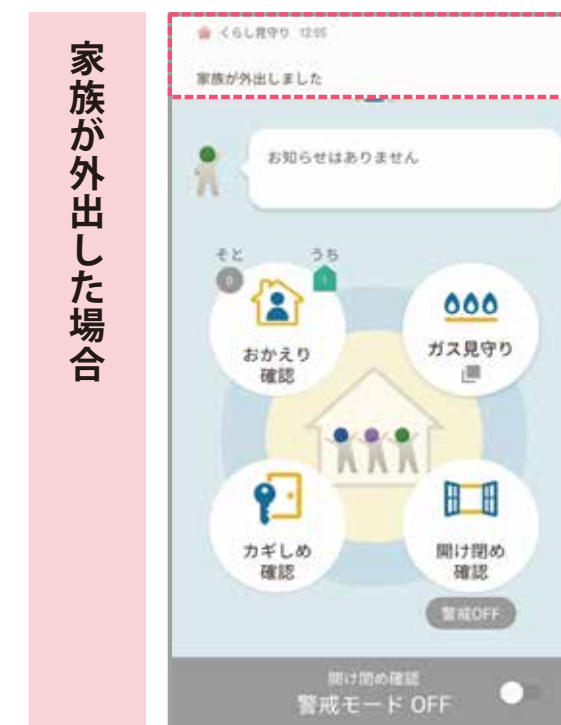 家族が外出した場合
くらし見守り 12:05
家族が外出しました
お知らせはありません
そと
0
うち
1
おかえり
確認
ガス見守り
カギしめ
確認
開け閉め
確認
警戒OFF
開け閉め確認
警戒モード OFF